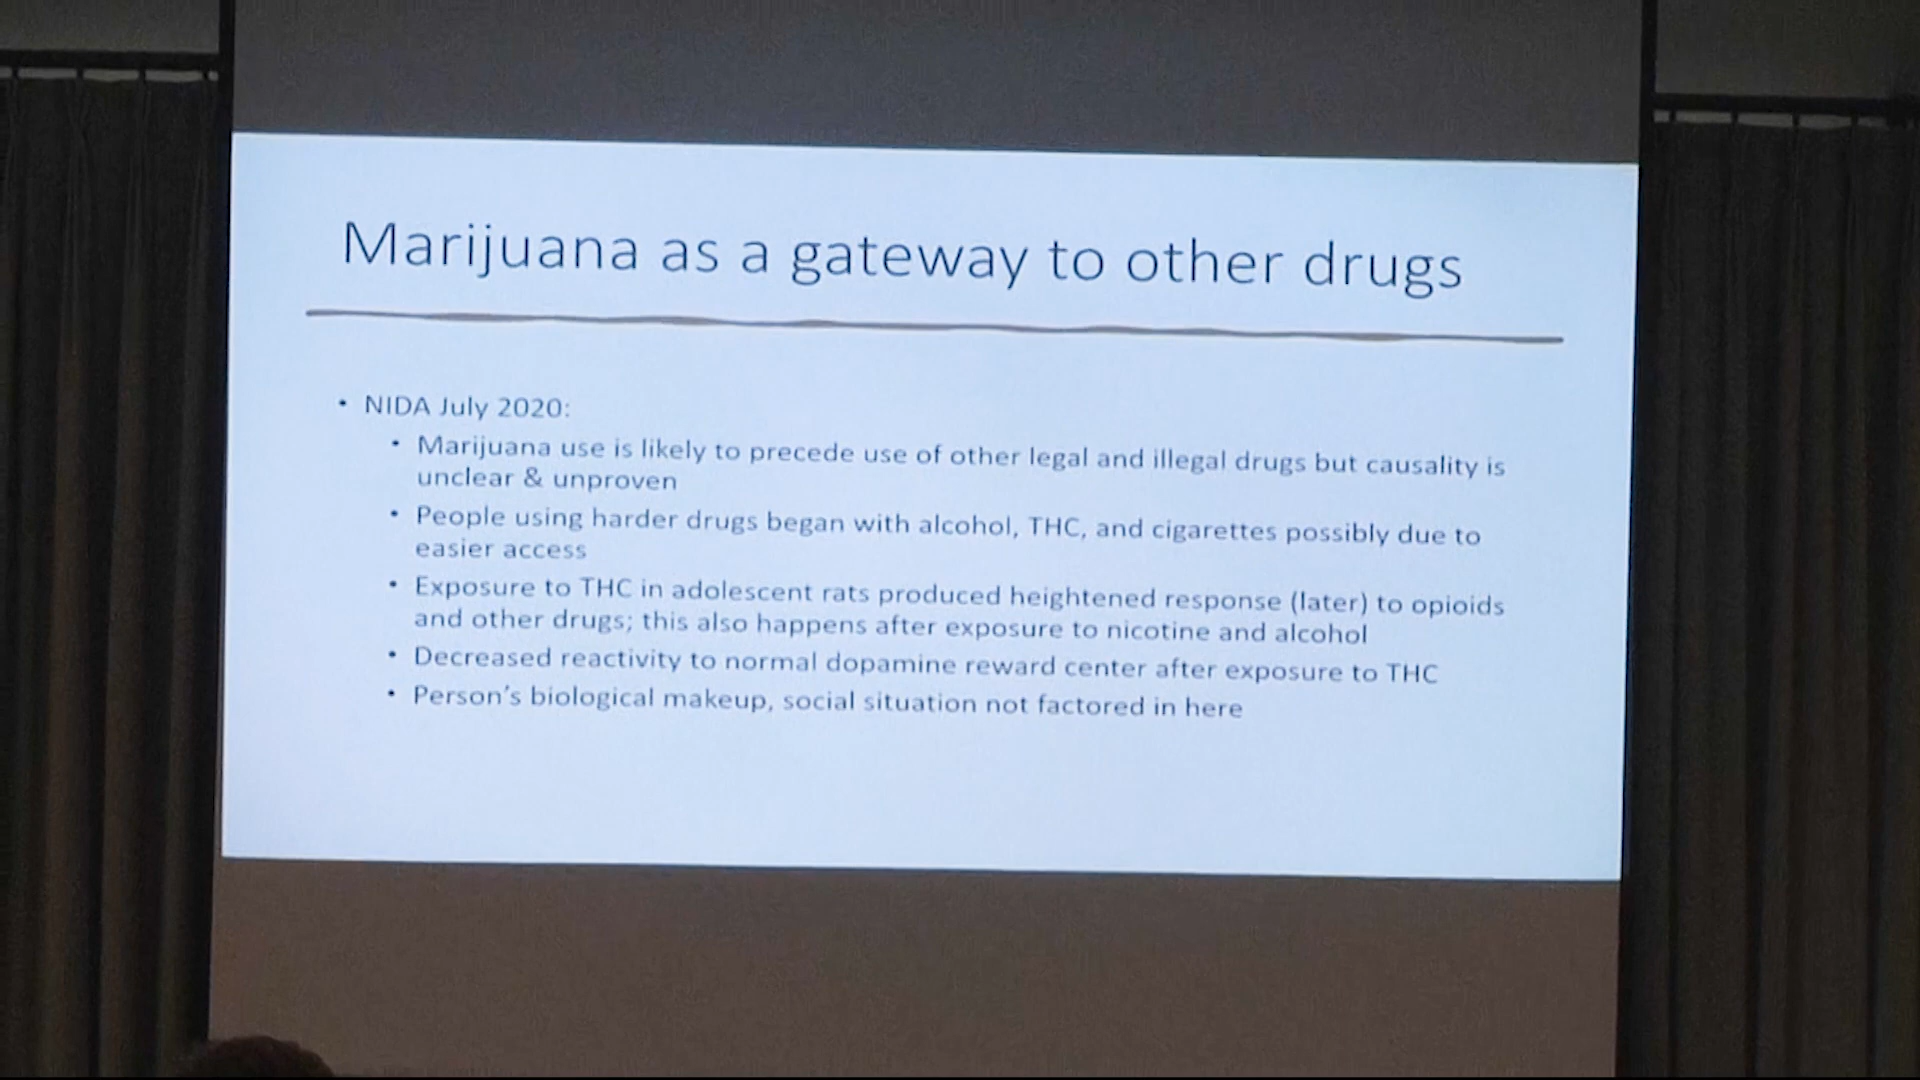 Marijuana as a gateway to other drugs
• NIDA July 2020:
• Marijuana use is likely to precede use of other legal and illegal drugs but causality is
unclear & unproven
• People using harder drugs began with alcohol, THC, and cigarettes possibly due to
easier access
• Exposure to THC in adolescent rats produced heightened response (later) to opioids
and other drugs; this also happens after exposure to nicotine and alcohol
• Decreased reactivity to normal dopamine reward center after exposure to THC
• Person's biological makeup, social situation not factored in here